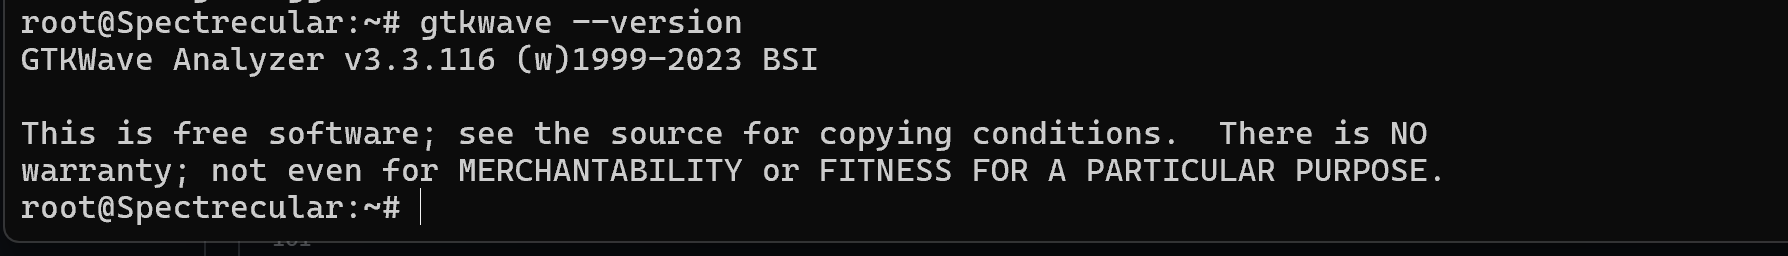 root@Spectrecular:~# gtkwave --version
GTKWave Analyzer v3.3.116 (w)1999-2023 BSI
This is free software; see the source for copying conditions.  There is NO
warranty; not even for MERCHANTABILITY or FITNESS FOR A PARTICULAR PURPOSE.
root@Spectrecular:~#